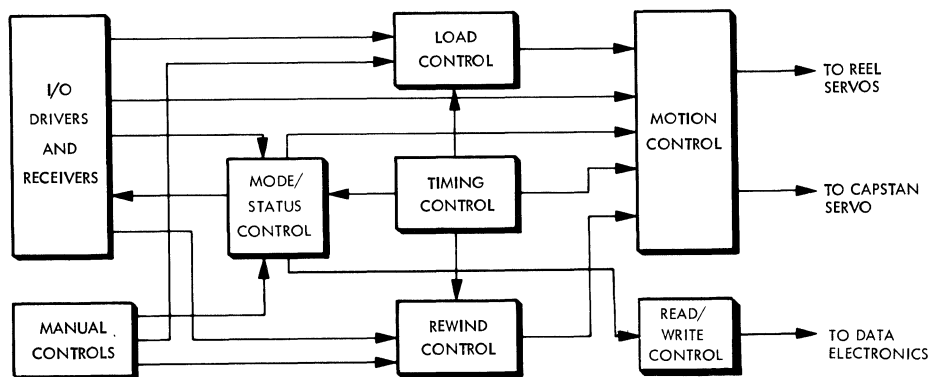 I/O
DRIVERS
AND
RECEIVERS
LOAD
CONTROL
MOTION
CONTROL
TO REEL
SERVOS
MODE/
STATUS
CONTROL
TIMING
CONTROL
TO CAPSTAN
SERVO
MANUAL
CONTROLS
REWIND
CONTROL
READ/
WRITE
CONTROL
TO DATA
ELECTRONICS